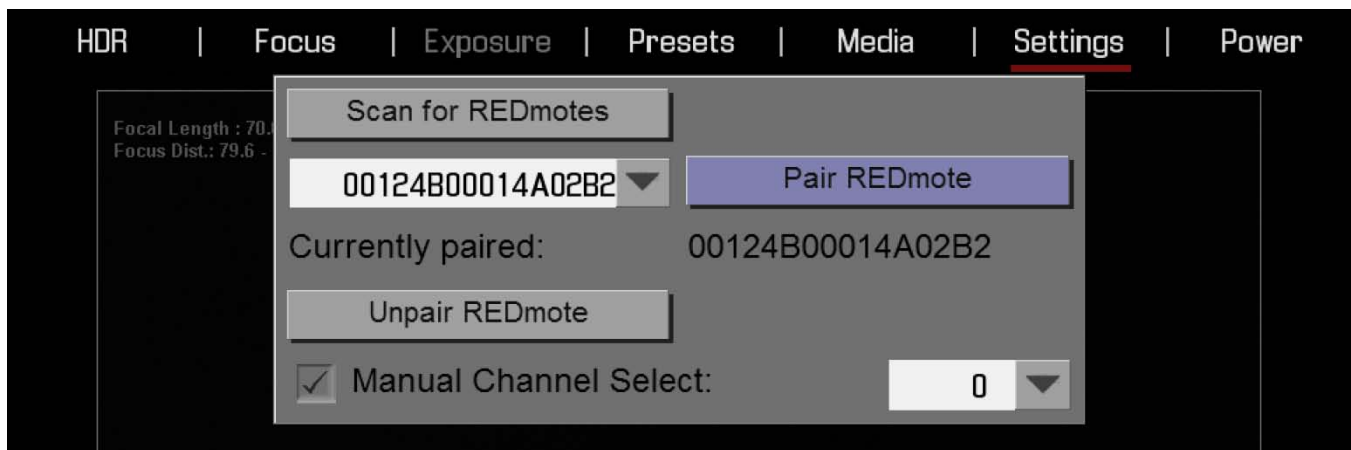 HDR | Focus | Exposure | Presets | Media | Settings | Power
Focal Length : 70.
Focus Dist.: 79.6 -
Scan for REDmotes
00124B00014A02B2 Pair REDmote
Currently paired: 00124B00014A02B2
Unpair REDmote
Manual Channel Select: 0